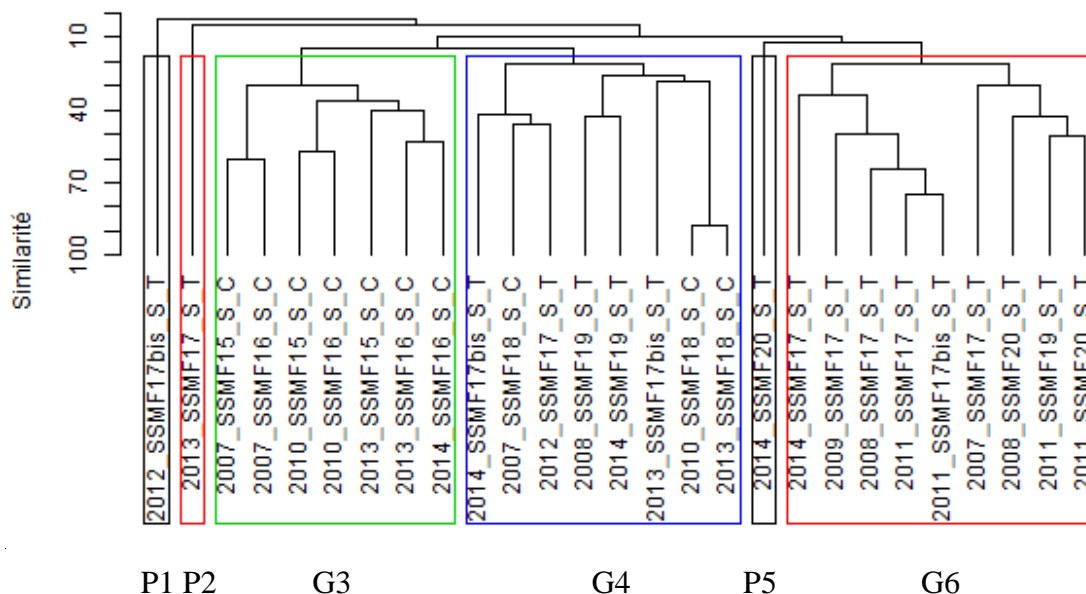 Similarité
10
40
70
100
2012_SSMF17bis_S_T
2013_SSMF17_S_T
2007_SSMF15_S_C
2007_SSMF16_S_C
2010_SSMF15_S_C
2010_SSMF16_S_C
2013_SSMF15_S_C
2013_SSMF16_S_C
2014_SSMF16_S_C
2014_SSMF17bis_S_T
2007_SSMF18_S_C
2012_SSMF17_S_T
2008_SSMF19_S_T
2014_SSMF19_S_T
2013_SSMF17bis_S_T
2010_SSMF18_S_C
2013_SSMF18_S_C
2014_SSMF20_S_T
2014_SSMF17_S_T
2009_SSMF17_S_T
2008_SSMF17_S_T
2011_SSMF17_S_T
2011_SSMF17bis_S_T
2007_SSMF17_S_T
2008_SSMF20_S_T
2011_SSMF19_S_T
2011_SSMF20_S_T
P1 P2 G3 G4 P5 G6